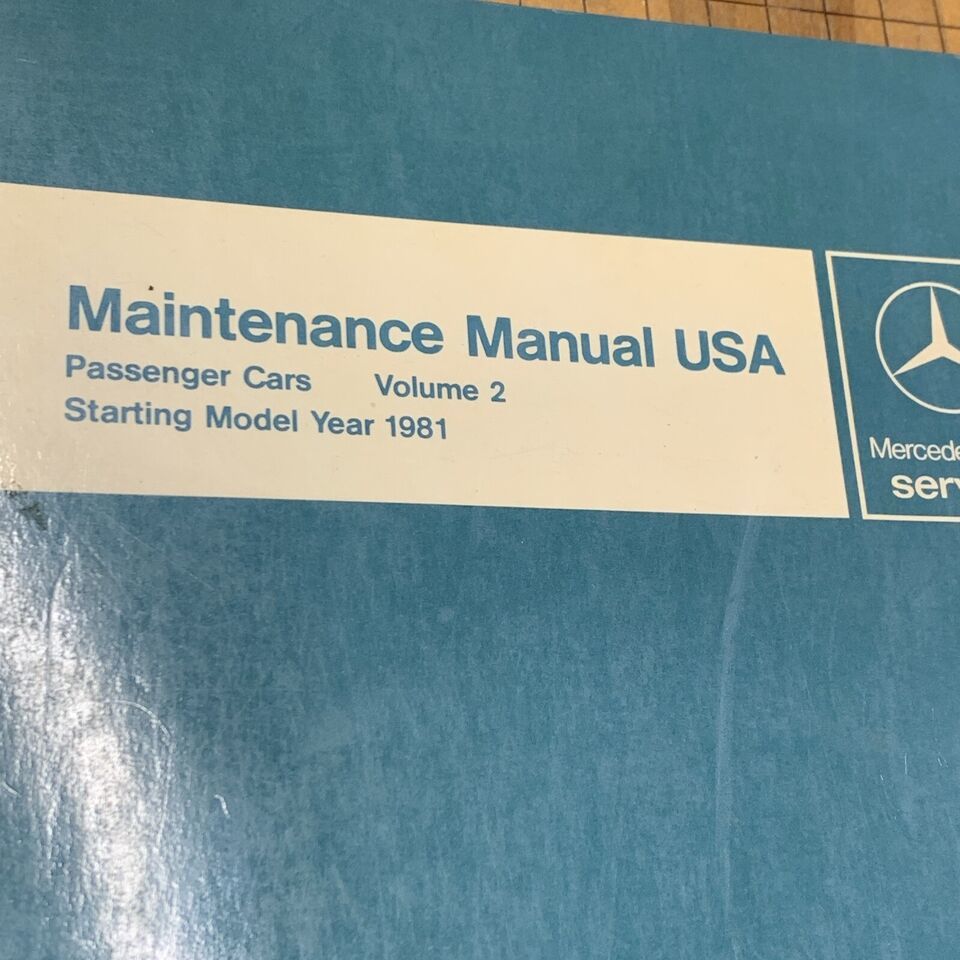 Maintenance Manual USA
Passenger Cars Volume 2
Starting Model Year 1981